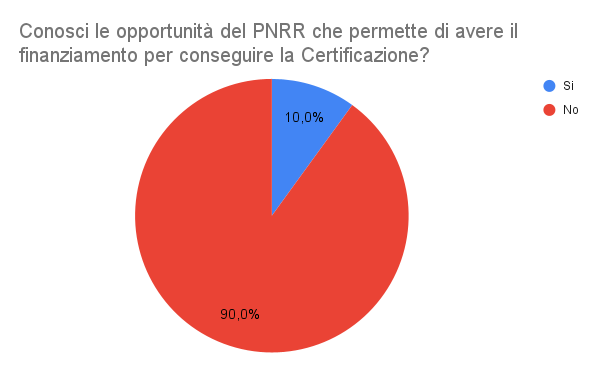 Conosci le opportunità del PNRR che permette di avere il
finanziamento per conseguire la Certificazione?
Si
No
10,0%
90,0%